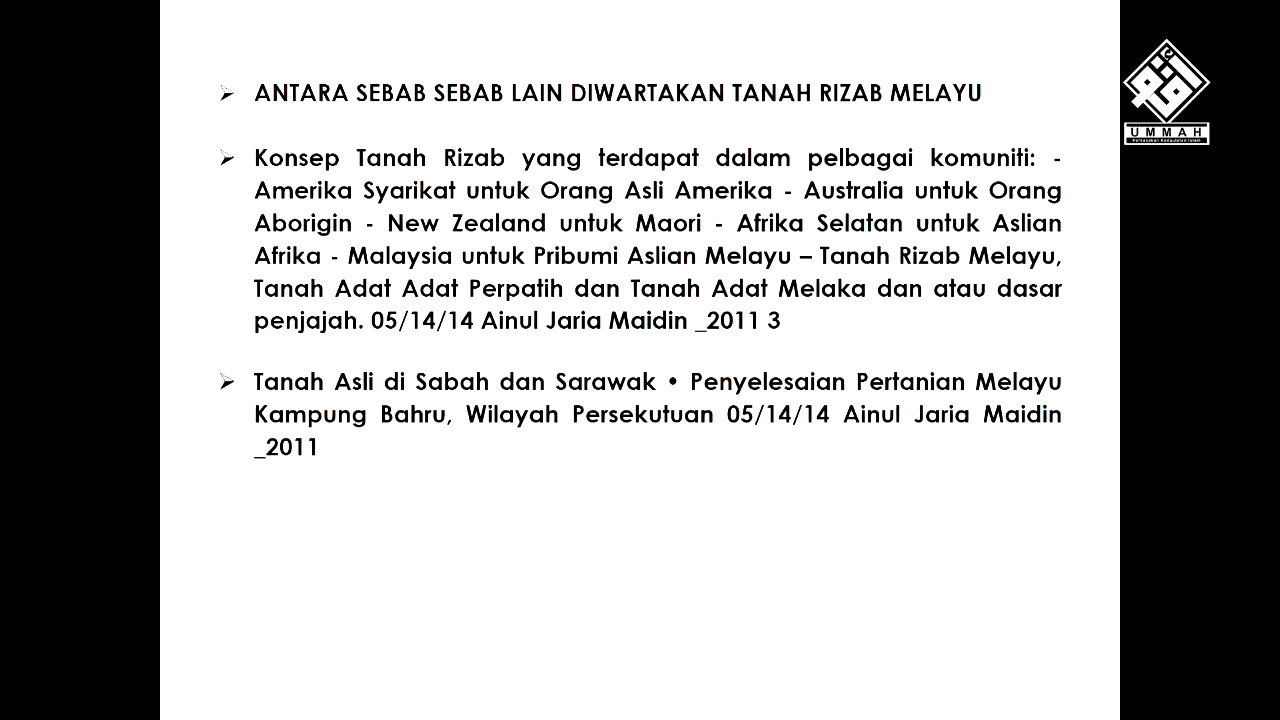 ➢ ANTARA SEBAB SEBAB LAIN DIWARTAKAN TANAH RIZAB MELAYU
➢ Konsep Tanah Rizab yang terdapat dalam pelbagai komuniti: -
Amerika Syarikat untuk Orang Asli Amerika - Australia untuk Orang
Aborigin - New Zealand untuk Maori - Afrika Selatan untuk Aslian
Afrika - Malaysia untuk Pribumi Aslian Melayu – Tanah Rizab Melayu,
Tanah Adat Adat Perpatih dan Tanah Adat Melaka dan atau dasar
penjajah. 05/14/14 Ainul Jaria Maidin _2011 3
➢ Tanah Asli di Sabah dan Sarawak • Penyelesaian Pertanian Melayu
Kampung Bahru, Wilayah Persekutuan 05/14/14 Ainul Jaria Maidin
_2011
UMMAH